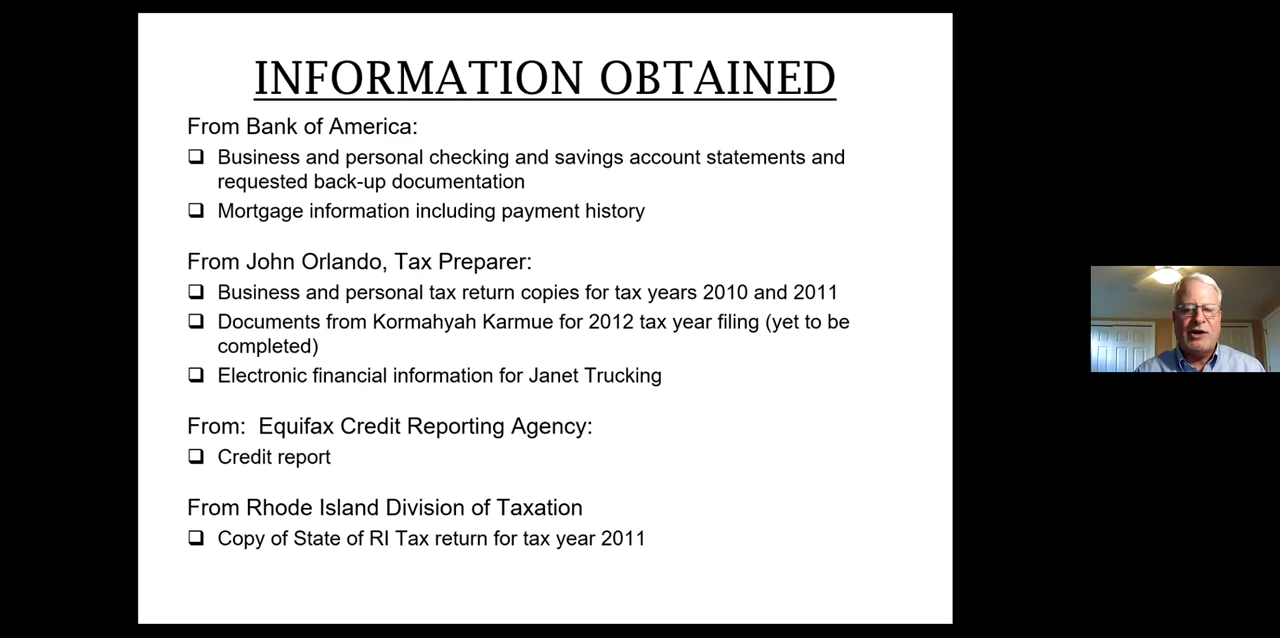 INFORMATION OBTAINED
From Bank of America:
❑ Business and personal checking and savings account statements and
requested back-up documentation
❑ Mortgage information including payment history
From John Orlando, Tax Preparer:
❑ Business and personal tax return copies for tax years 2010 and 2011
❑ Documents from Kormahyah Karmue for 2012 tax year filing (yet to be
completed)
❑ Electronic financial information for Janet Trucking
From:  Equifax Credit Reporting Agency:
❑ Credit report
From Rhode Island Division of Taxation
❑ Copy of State of RI Tax return for tax year 2011